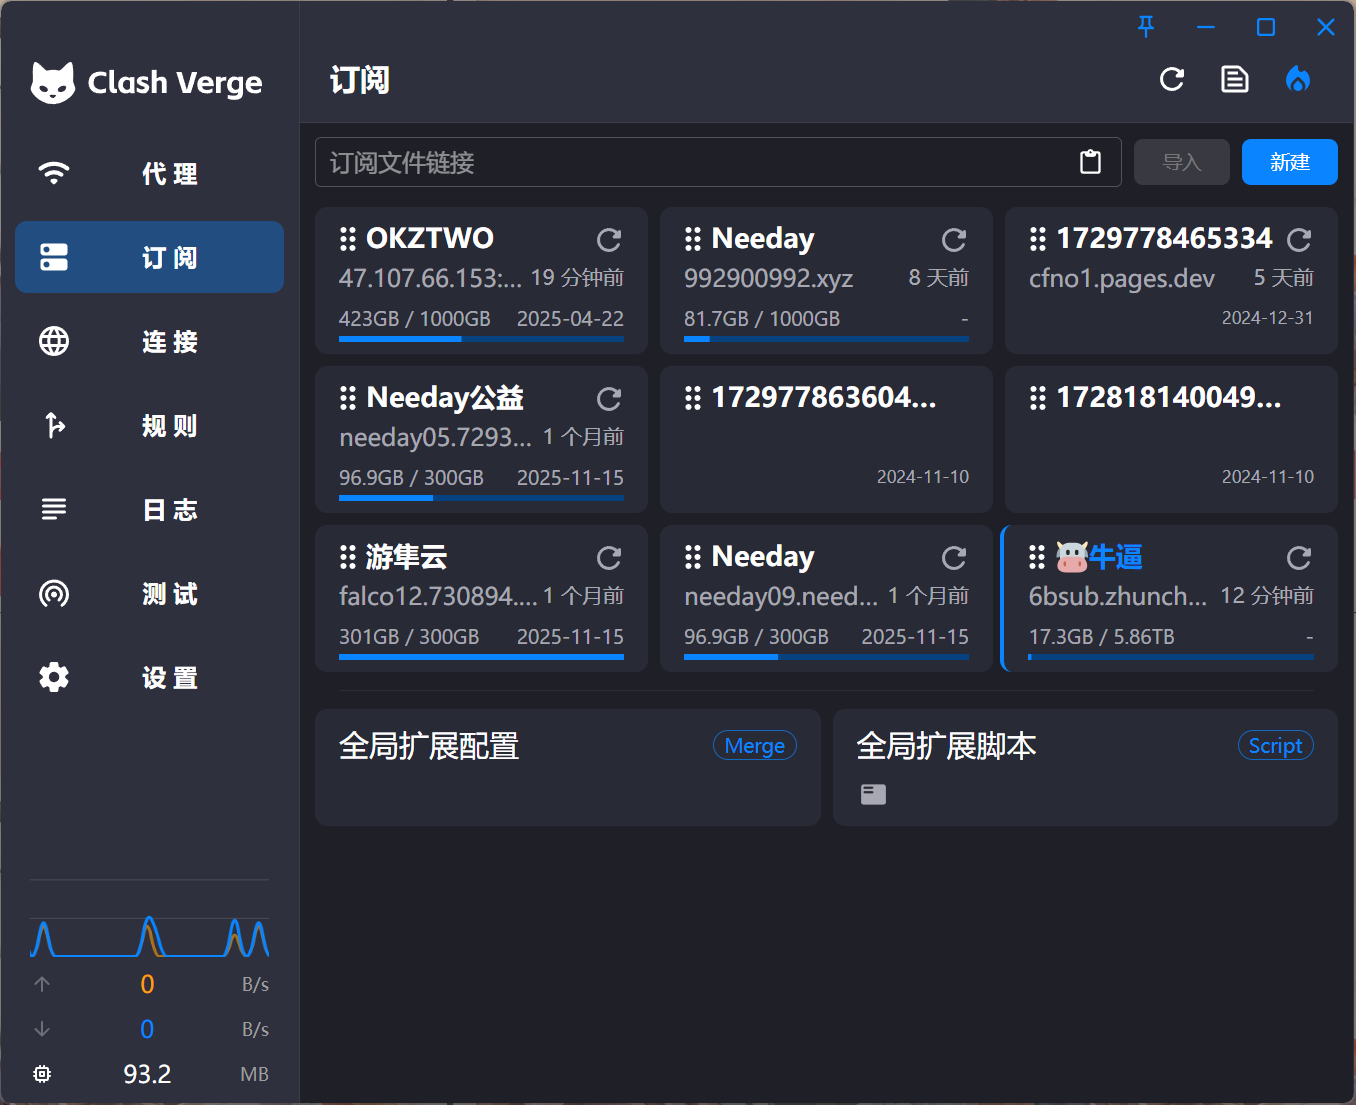 Clash Verge
订阅
代 理
订 阅
连 接
规 则
日 志
测 试
设 置
订阅文件链接
导入
新建
OKZTWO
47.107.66.153:... 19 分钟前
423GB / 1000GB 2025-04-22
Needay
992900992.xyz 8 天前
81.7GB / 1000GB -
1729778465334
cfno1.pages.dev 5 天前
2024-12-31
Needay公益
needay05.7293... 1 个月前
96.9GB / 300GB 2025-11-15
172977863604...
2024-11-10
172818140049...
2024-11-10
游隼云
falco12.730894.... 1 个月前
301GB / 300GB 2025-11-15
Needay
needay09.need... 1 个月前
96.9GB / 300GB 2025-11-15
🐮牛逼
6bsub.zhunch... 12 分钟前
17.3GB / 5.86TB -
全局扩展配置 Merge
全局扩展脚本 Script
0 B/s
0 B/s
93.2 MB